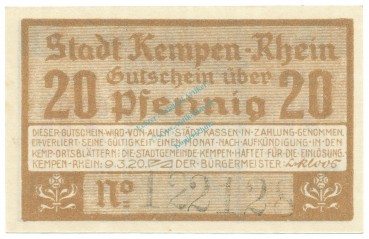 Stadt Kempen-Rhein
Gutschein über
20 Pfennig 20
DIESER GUTSCHEIN WIRD VON ALLEN STADTKASSEN IN ZAHLUNG GENOMMEN.
ER VERLIERT SEINE GÜLTIGKEIT EINEN MONAT NACH AUFKÜNDIGUNG IN DEN
KEMP. ORTSBLÄTTERN: DIE STADTGEMEINDE KEMPEN HAFTET FÜR DIE EINLÖSUNG.
KEMPEN-RHEIN: 9.3.20. DER BÜRGERMEISTER
No 122128